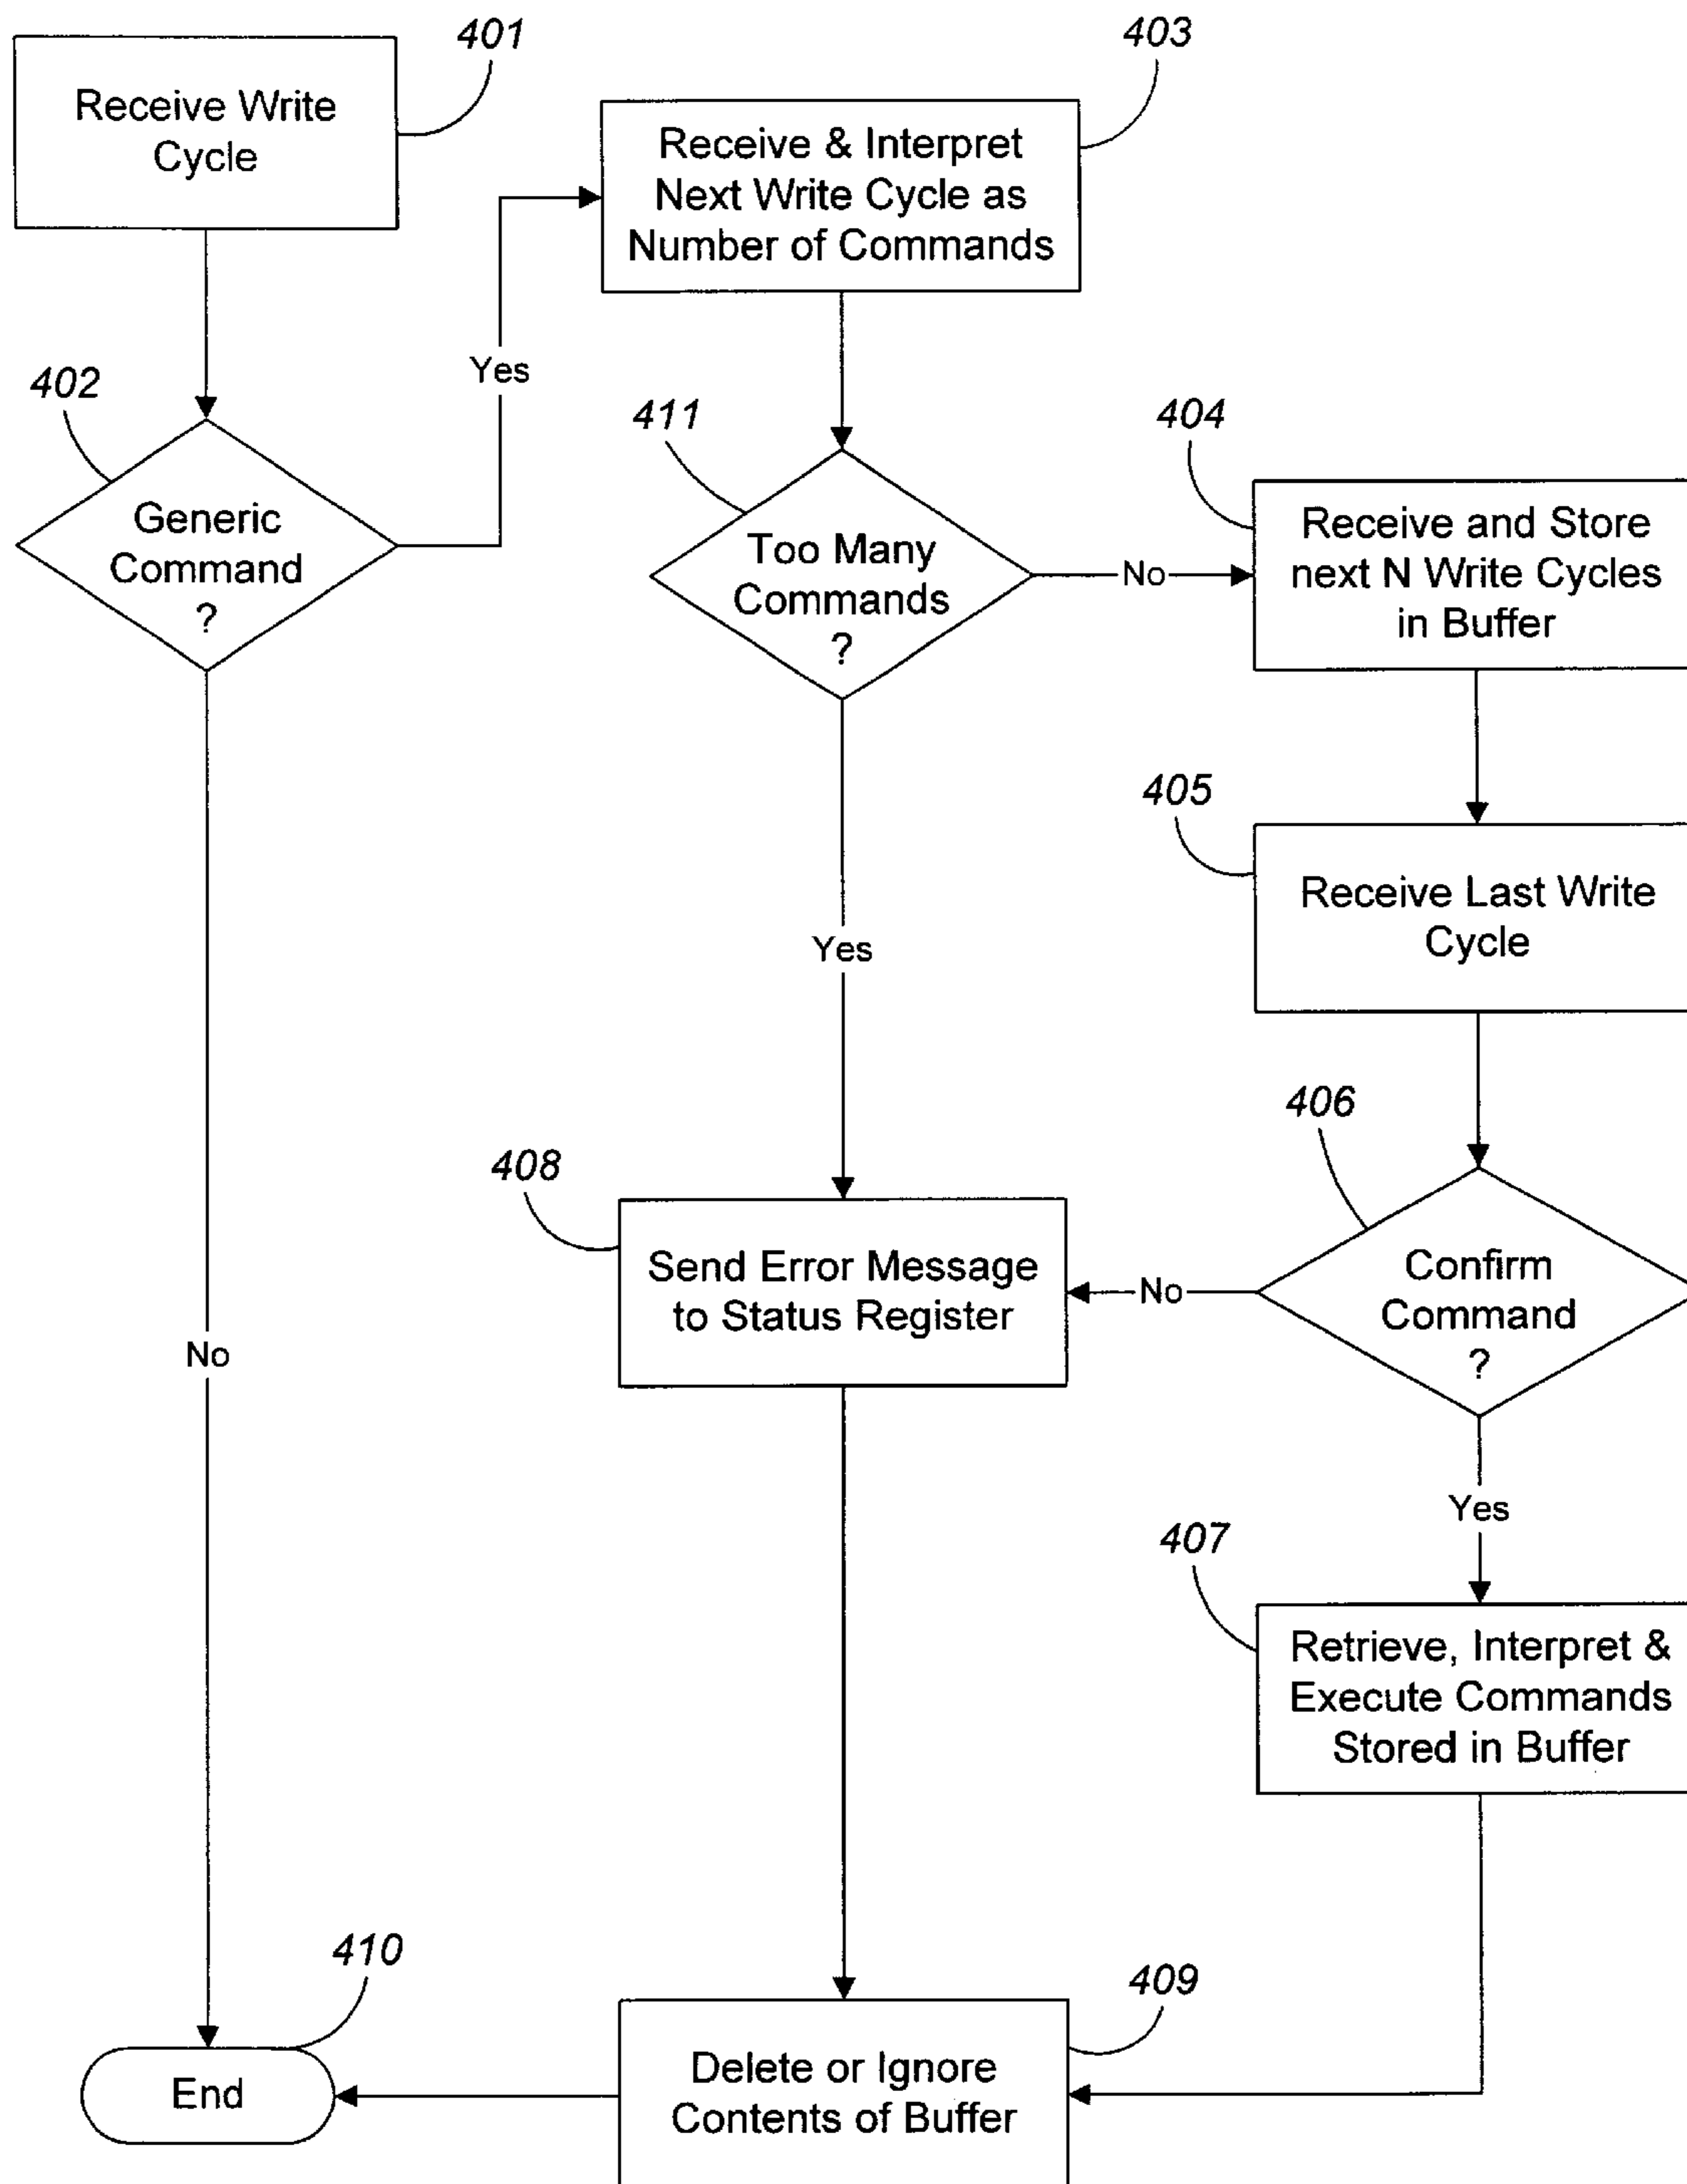 401
Receive Write
Cycle
403
Receive & Interpret
Next Write Cycle as
Number of Commands
Yes
402
Generic
Command
?
411
Too Many
Commands
?
No
404
Receive and Store
next N Write Cycles
in Buffer
405
Receive Last Write
Cycle
Yes
406
Confirm
Command
?
No
408
Send Error Message
to Status Register
No
Yes
407
Retrieve, Interpret &
Execute Commands
Stored in Buffer
410
End
409
Delete or Ignore
Contents of Buffer